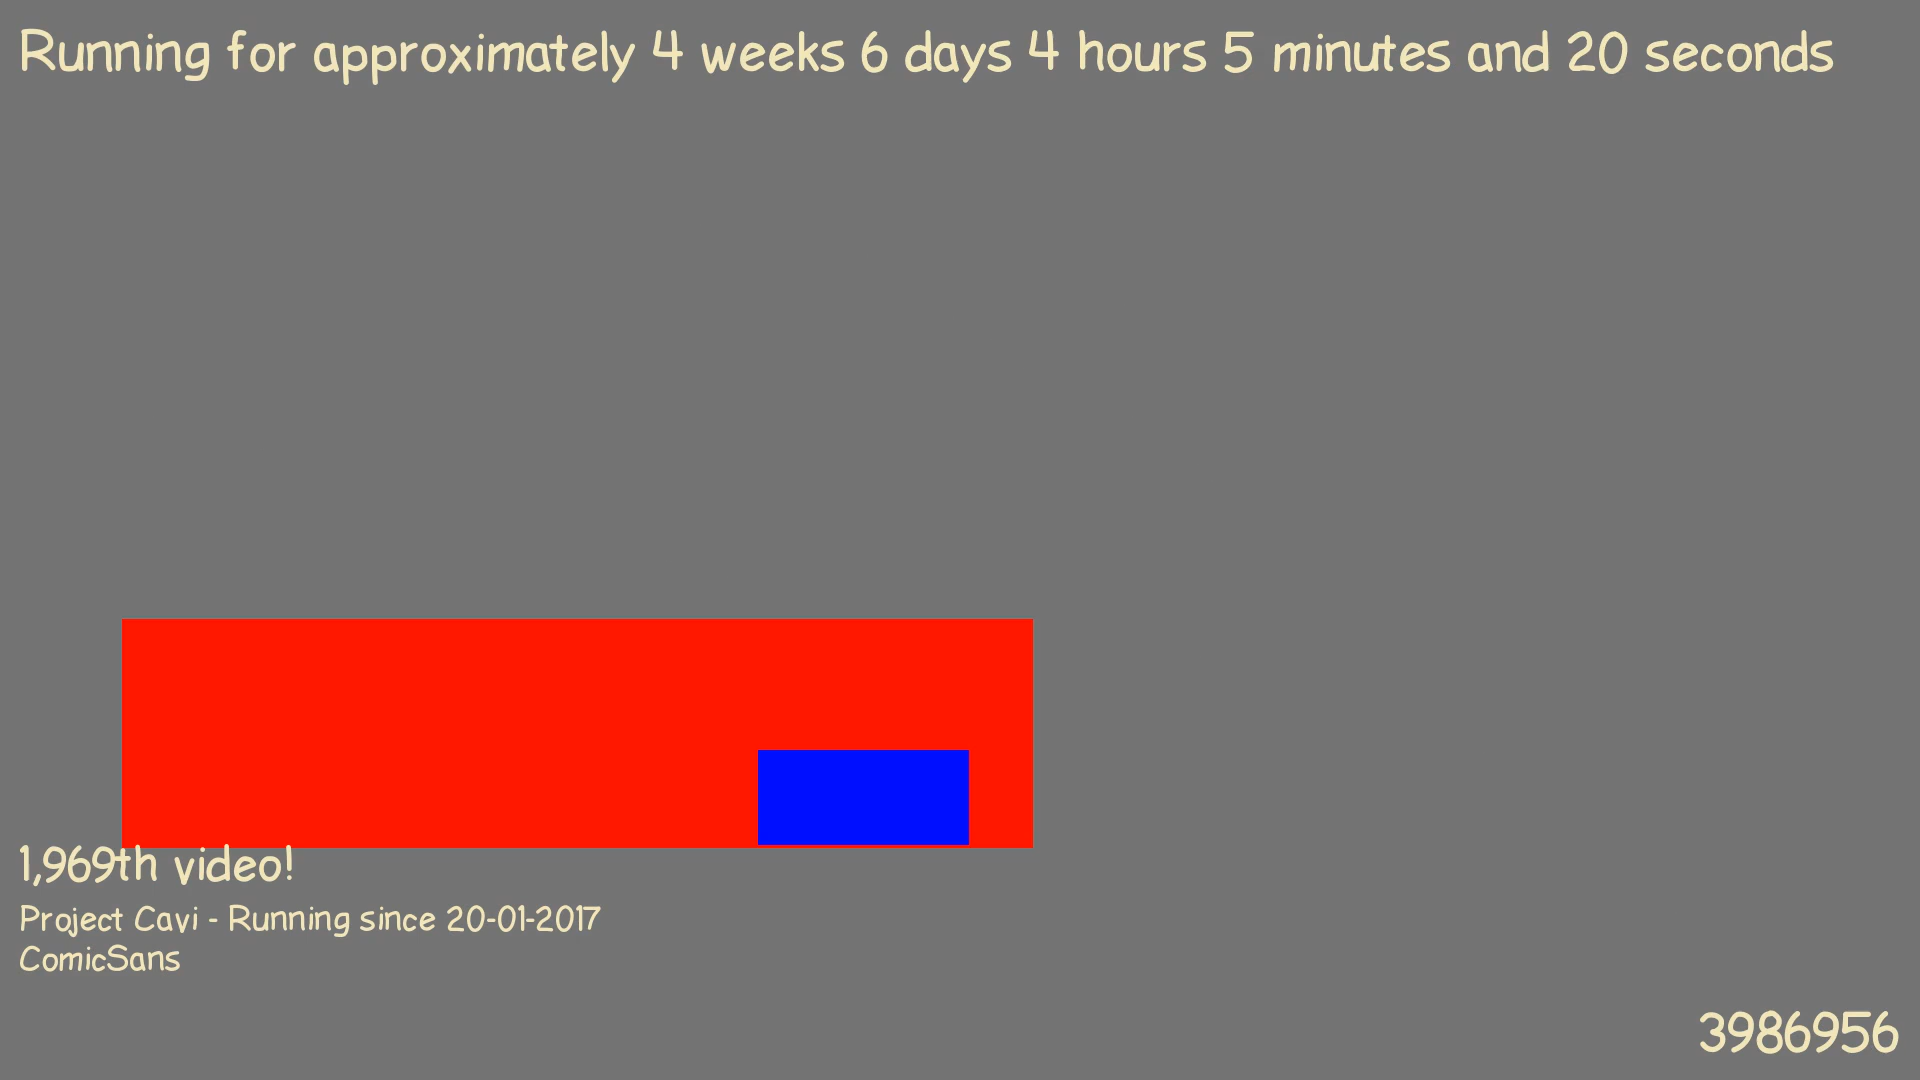 Running for approximately 4 weeks 6 days 4 hours 5 minutes and 20 seconds
1,969th video!
Project Cavi - Running since 20-01-2017
ComicSans
3986956